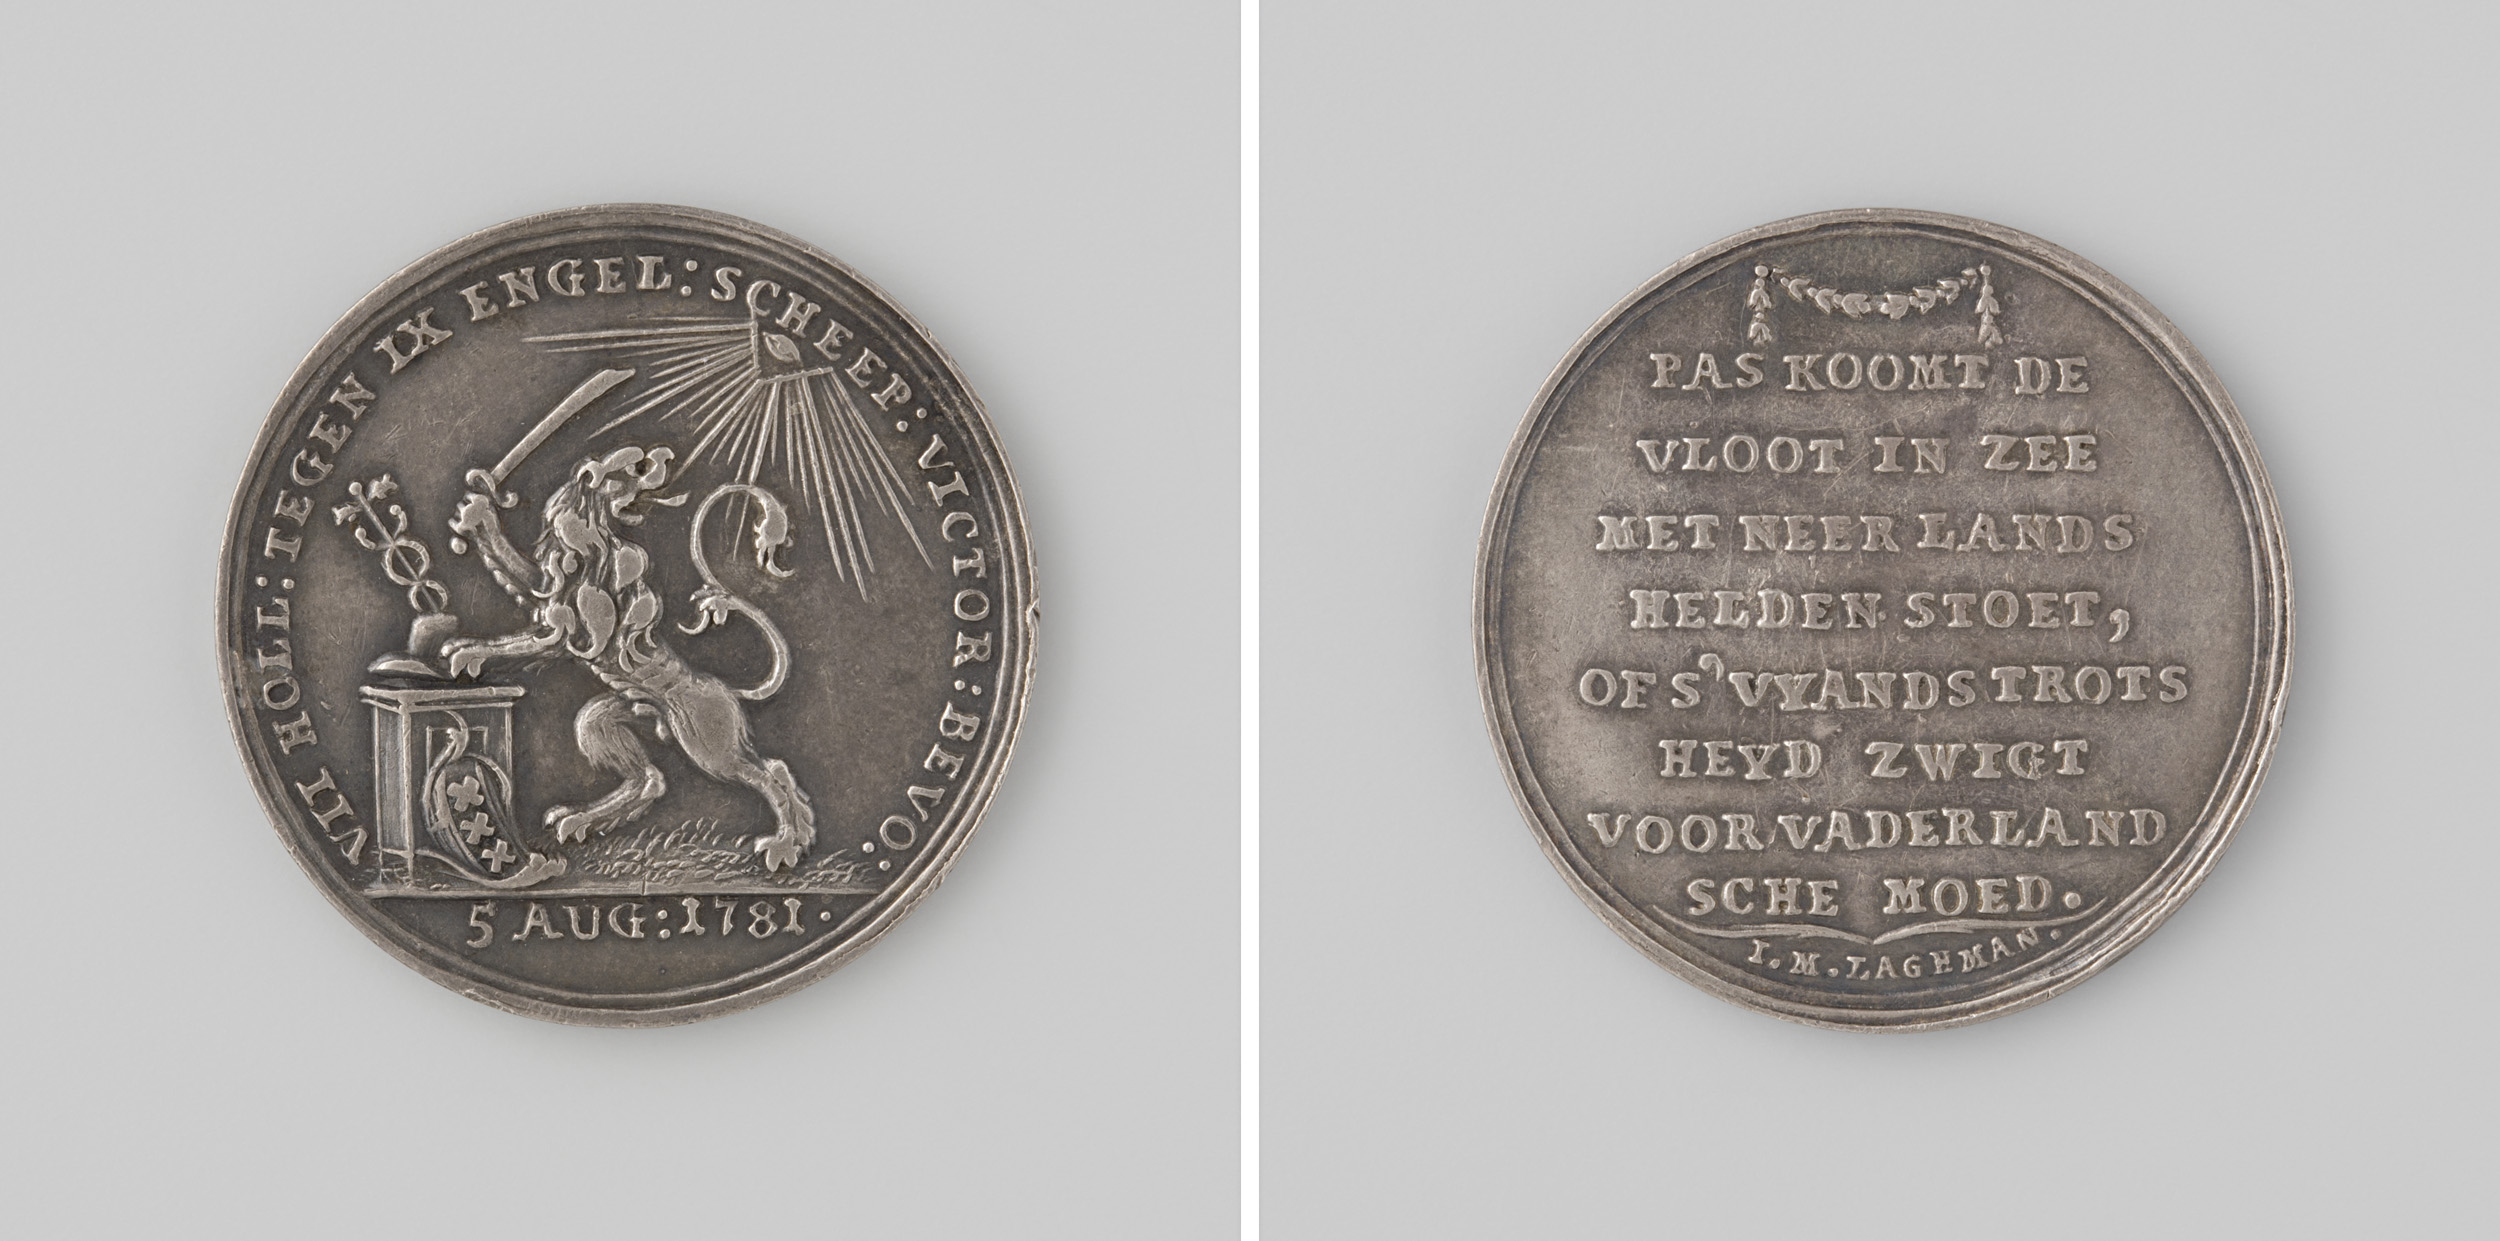 VII HOLL: TEGEN IX ENGEL: SCHEEP: VICTOR: BEVO:
5 AUG: 1781.
PAS KOOMT DE
VLOOT IN ZEE
MET NEER LANDS
HELDEN STOET,
OF S'VYANDS TROTS
HEYD ZWIGT
VOOR VADERLAND
SCHE MOED.
I. M. LAGEMAN.